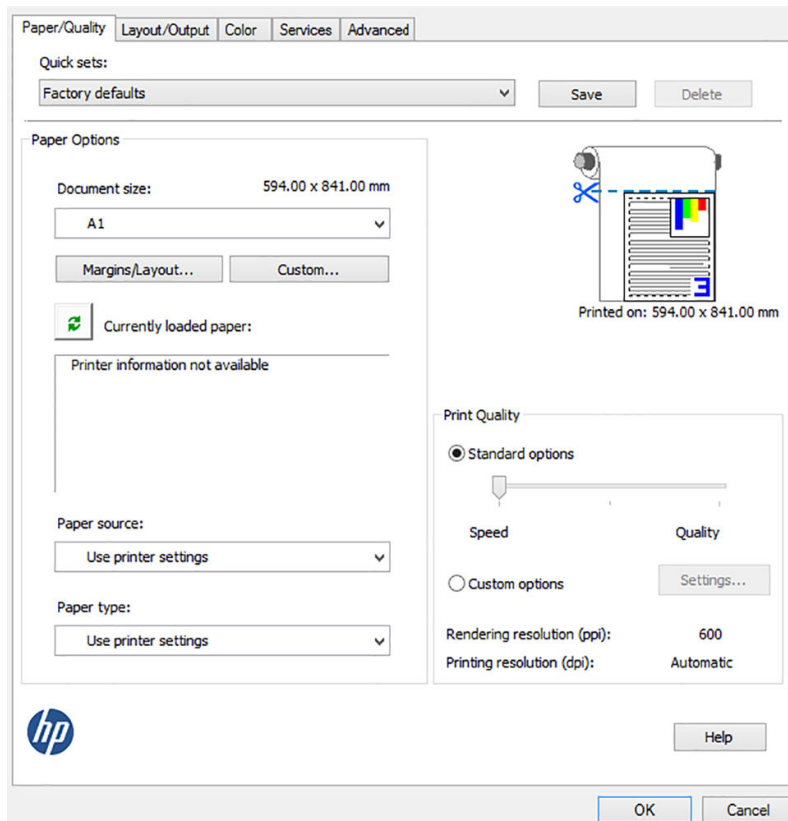 Paper/Quality Layout/Output Color Services Advanced
Quick sets:
Factory defaults Save Delete
Paper Options
Document size: 594.00 x 841.00 mm
A1
Margins/Layout... Custom...
Printed on: 594.00 x 841.00 mm
Currently loaded paper:
Printer information not available
Print Quality
Standard options
Speed Quality
Paper source:
Use printer settings
Custom options Settings...
Paper type:
Use printer settings
Rendering resolution (ppi): 600
Printing resolution (dpi): Automatic
hp
Help
OK Cancel